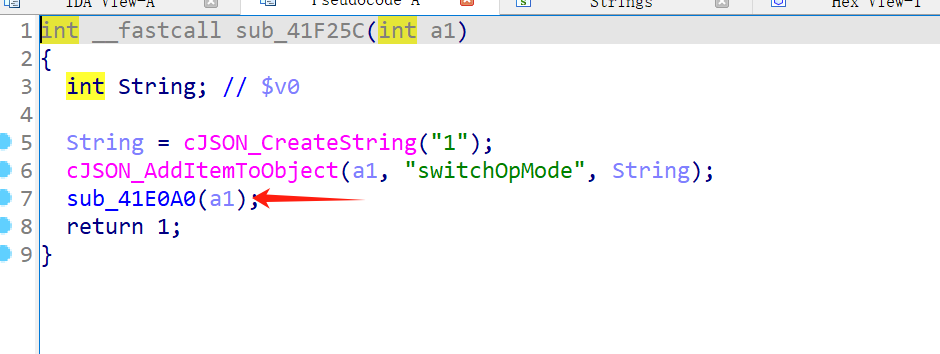 IDA View-A Pseudocode-A Strings Hex View-1
1 int __fastcall sub_41F25C(int a1)
2 {
3 int String; // $v0
4
5 String = cJSON_CreateString("1");
6 cJSON_AddItemToObject(a1, "switchOpMode", String);
7 sub_41E0A0(a1);
8 return 1;
9 }